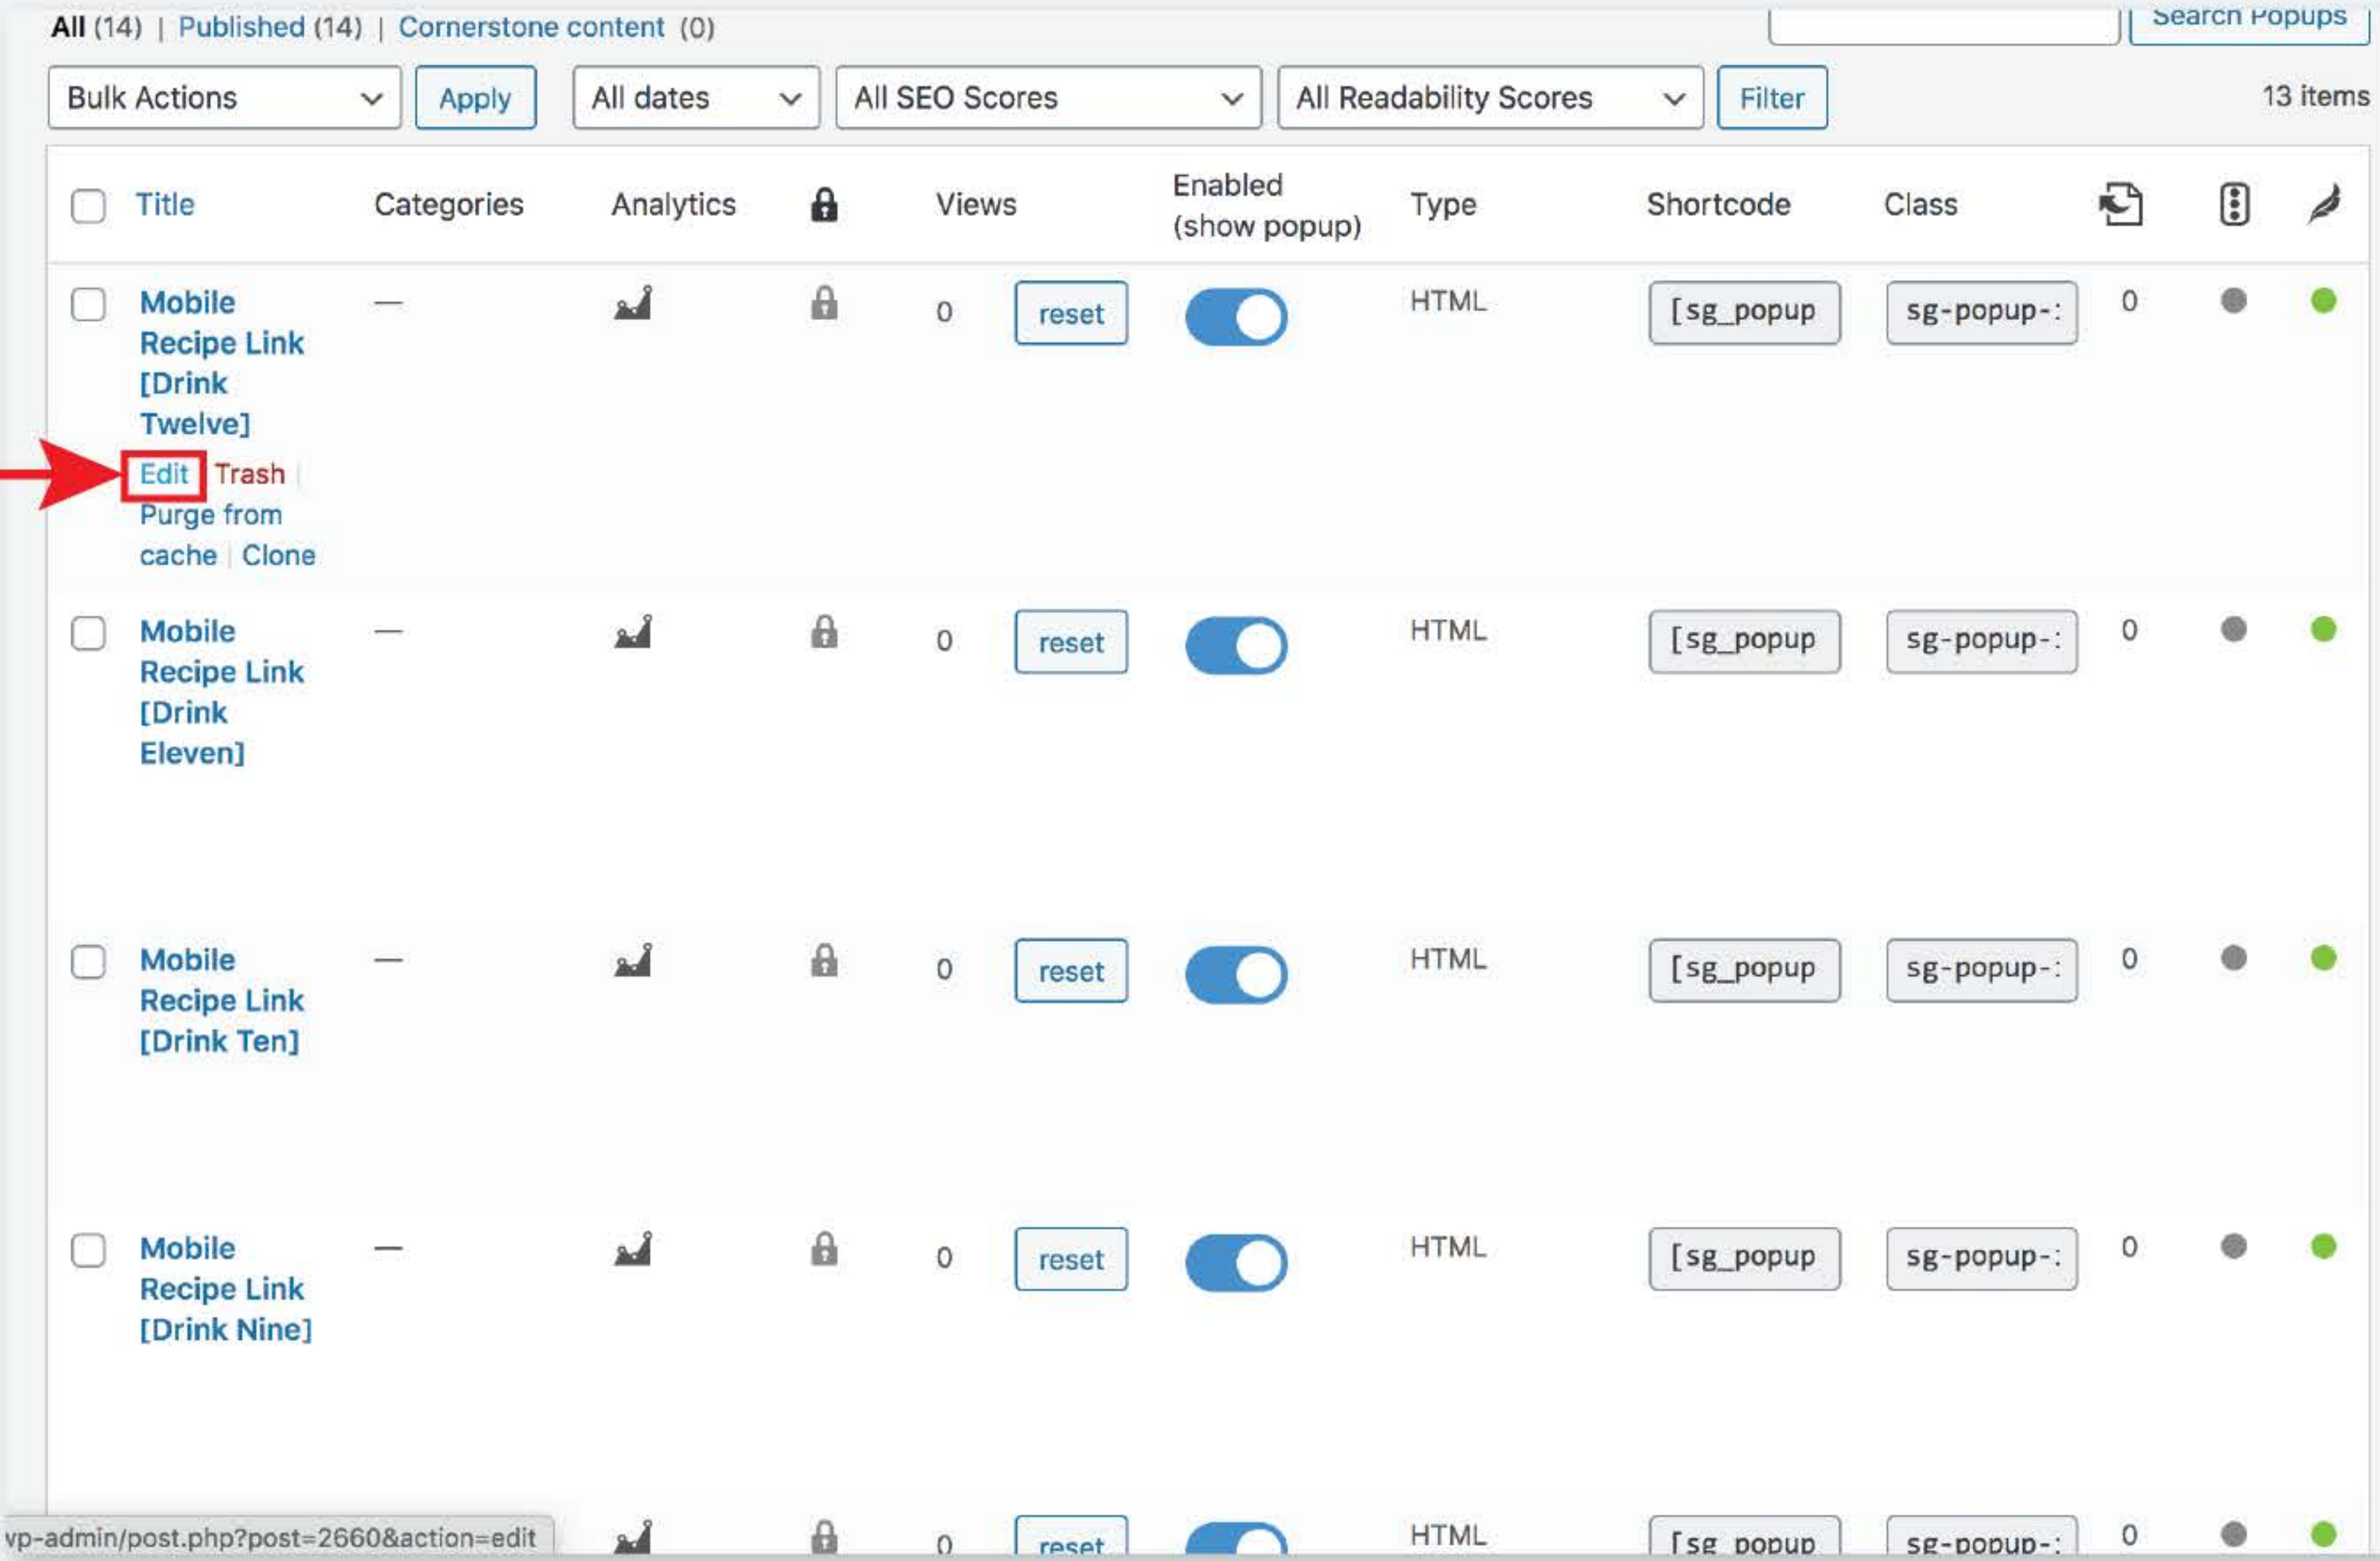 All (14) | Published (14) | Cornerstone content (0)
Search Popups
Bulk Actions Apply All dates All SEO Scores All Readability Scores Filter 13 items
Title Categories Analytics Views Enabled (show popup) Type Shortcode Class
Mobile — 0 reset HTML [sg_popup sg-popup-: 0
Recipe Link
[Drink
Twelve]
Edit Trash |
Purge from
cache | Clone
Mobile — 0 reset HTML [sg_popup sg-popup-: 0
Recipe Link
[Drink
Eleven]
Mobile — 0 reset HTML [sg_popup sg-popup-: 0
Recipe Link
[Drink Ten]
Mobile — 0 reset HTML [sg_popup sg-popup-: 0
Recipe Link
[Drink Nine]
0 reset HTML [sg_popup sg-popup-: 0
vp-admin/post.php?post=2660&action=edit